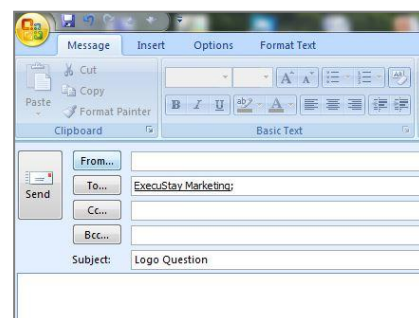 Message Insert Options Format Text
Cut
Copy
Paste
Format Painter
B I U ab A
Clipboard
Basic Text
From...
Send
To... ExecuStay Marketing;
Cc...
Bcc...
Subject: Logo Question